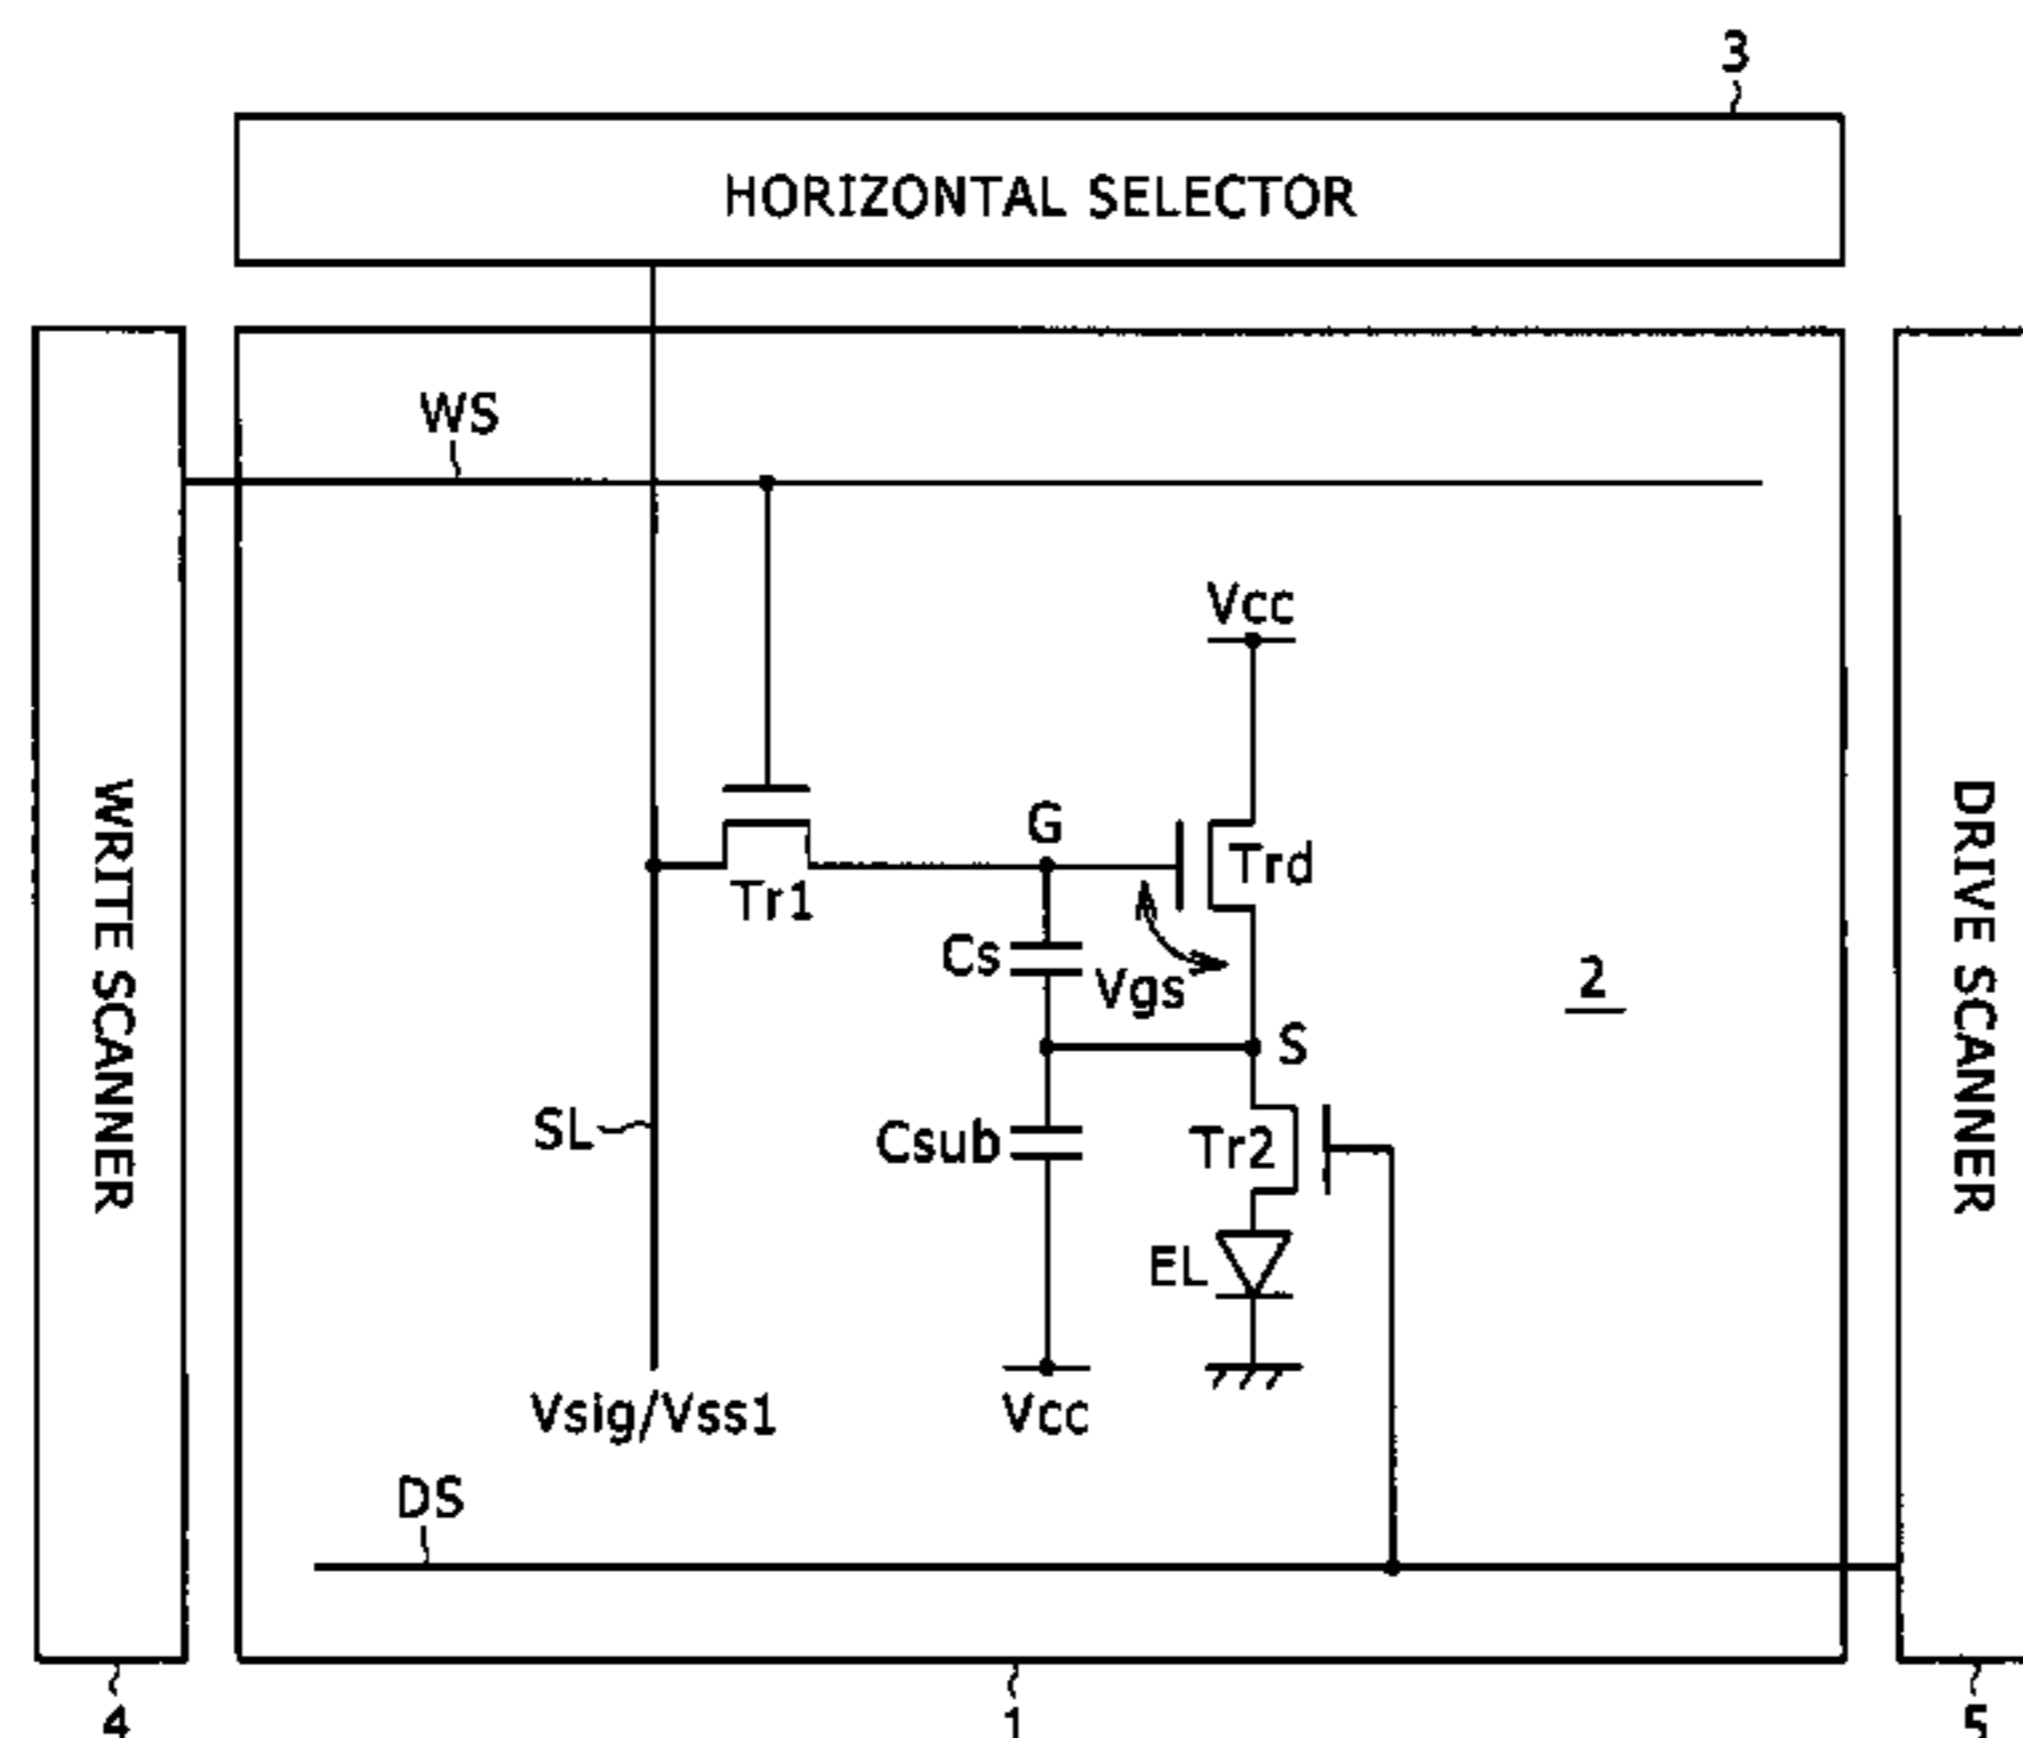 3
HORIZONTAL SELECTOR
WS
Vcc
WRITE SCANNER
DRIVE SCANNER
G
Trd
Tr1
Cs
Vgs
2
S
SL
Csub
Tr2
EL
Vsig/Vss1
Vcc
DS
4
1
5